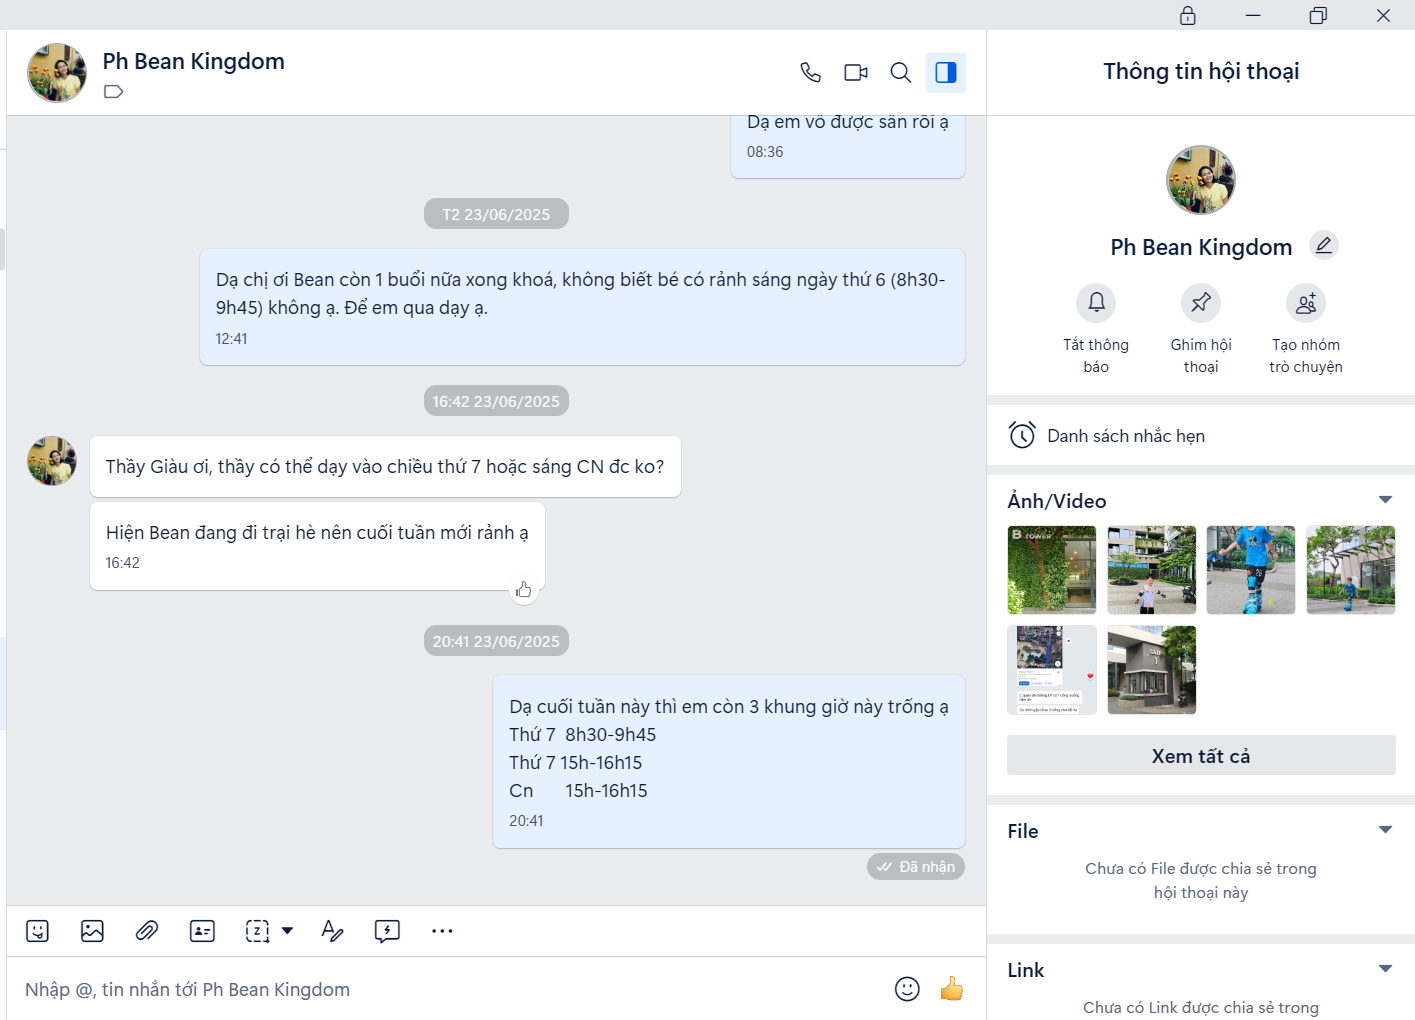 Ph Bean Kingdom
Dạ em vô được sân rồi ạ
08:36
T2 23/06/2025
Dạ chị ơi Bean còn 1 buổi nữa xong khoá, không biết bé có rảnh sáng ngày thứ 6 (8h30-
9h45) không ạ. Để em qua dạy ạ.
12:41
16:42 23/06/2025
Thầy Giàu ơi, thầy có thể dạy vào chiều thứ 7 hoặc sáng CN đc ko?
Hiện Bean đang đi trại hè nên cuối tuần mới rảnh ạ
16:42
20:41 23/06/2025
Dạ cuối tuần này thì em còn 3 khung giờ này trống ạ
Thứ 7 8h30-9h45
Thứ 7 15h-16h15
Cn 15h-16h15
20:41
Đã nhận
Nhập @, tin nhắn tới Ph Bean Kingdom
Thông tin hội thoại
Ph Bean Kingdom
Tắt thông
báo
Ghim hội
thoại
Tạo nhóm
trò chuyện
Danh sách nhắc hẹn
Ảnh/Video
B TOWER
Xem tất cả
File
Chưa có File được chia sẻ trong
hội thoại này
Link
Chưa có Link được chia sẻ trong